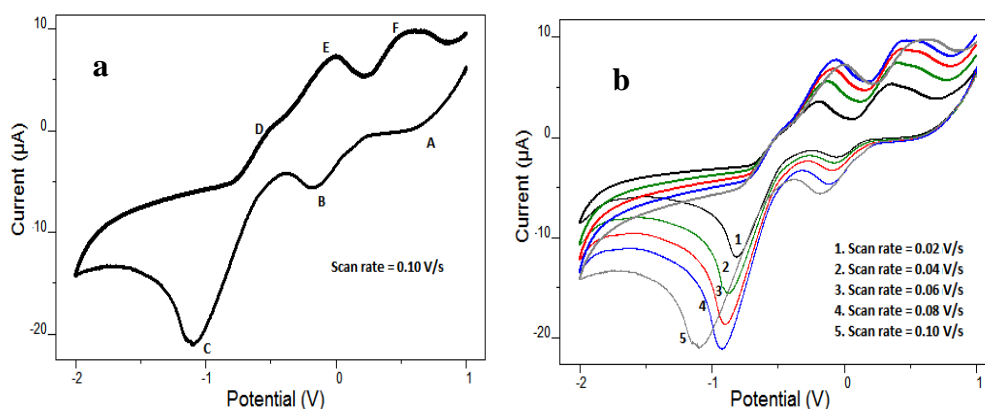 a
10
0
-10
-20
Current (µA)
-2
-1
0
1
Potential (V)
A
B
C
D
E
F
Scan rate = 0.10 V/s
b
10
0
-10
-20
Current (µA)
-2
-1
0
1
Potential (V)
1
2
3
4
5
1. Scan rate = 0.02 V/s
2. Scan rate = 0.04 V/s
3. Scan rate = 0.06 V/s
4. Scan rate = 0.08 V/s
5. Scan rate = 0.10 V/s